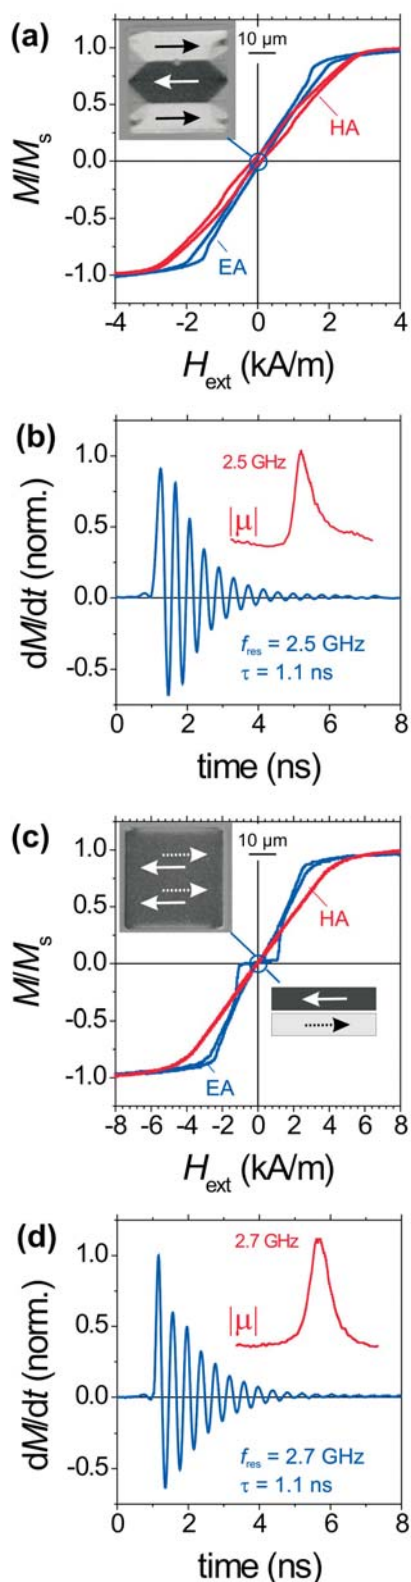 (a)
10 µm
1.0
0.5
0.0
-0.5
-1.0
M/Ms
HA
EA
-4 -2 0 2 4
Hext (kA/m)
(b)
1.0
0.5
0.0
-0.5
dM/dt (norm.)
2.5 GHz
|µ|
fres = 2.5 GHz
τ = 1.1 ns
0 2 4 6 8
time (ns)
(c)
10 µm
1.0
0.5
0.0
-0.5
-1.0
M/Ms
HA
EA
-8 -6 -4 -2 0 2 4 6 8
Hext (kA/m)
(d)
1.0
0.5
0.0
-0.5
dM/dt (norm.)
2.7 GHz
|µ|
fres = 2.7 GHz
τ = 1.1 ns
0 2 4 6 8
time (ns)